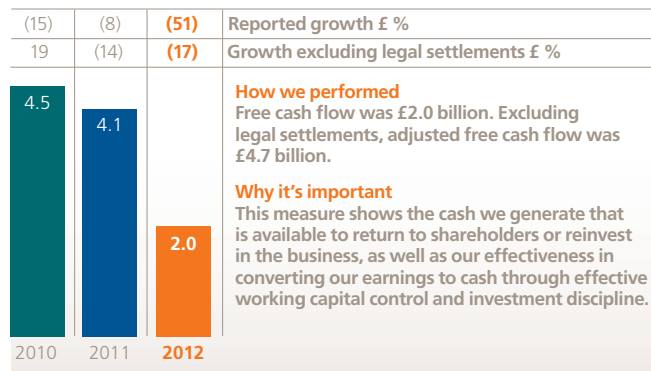 (15) (8) (51) Reported growth £ %
19 (14) (17) Growth excluding legal settlements £ %
4.5
4.1
2.0
How we performed
Free cash flow was £2.0 billion. Excluding
legal settlements, adjusted free cash flow was
£4.7 billion.
Why it's important
This measure shows the cash we generate that
is available to return to shareholders or reinvest
in the business, as well as our effectiveness in
converting our earnings to cash through effective
working capital control and investment discipline.
2010 2011 2012